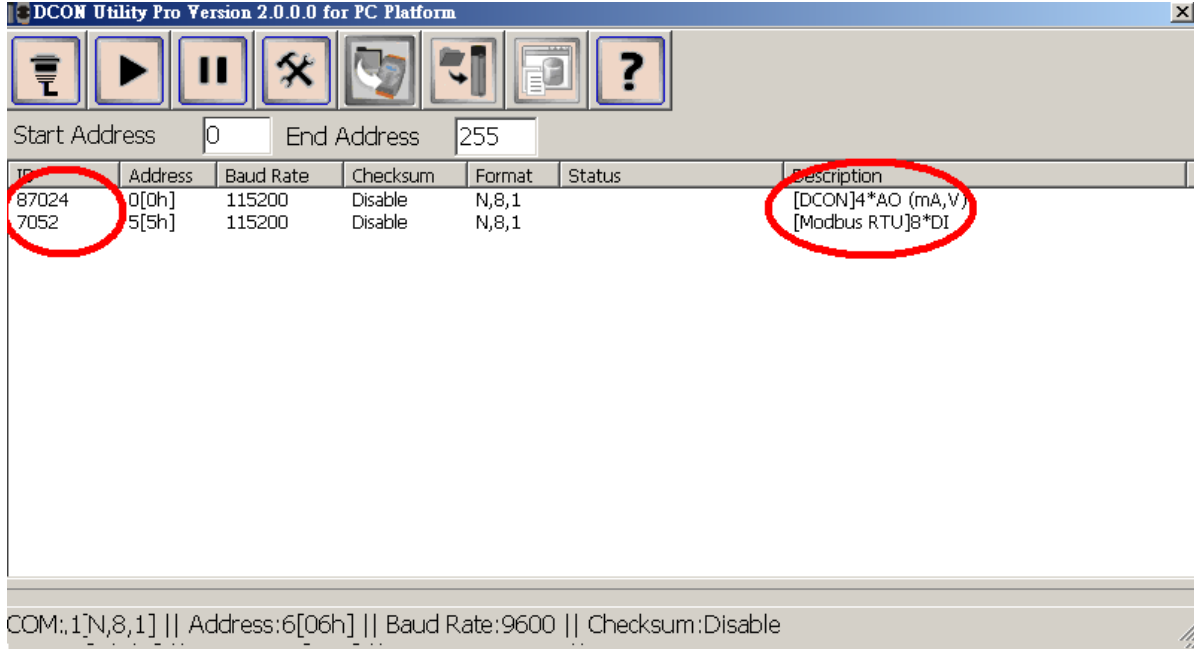 DCON Utility Pro Version 2.0.0.0 for PC Platform
Start Address 0 End Address 255
ID Address Baud Rate Checksum Format Status Description
87024 0[0h] 115200 Disable N,8,1 [DCON]4*AO (mA,V)
7052 5[5h] 115200 Disable N,8,1 [Modbus RTU]8*DI
COM:,1[N,8,1] || Address:6[06h] || Baud Rate:9600 || Checksum:Disable